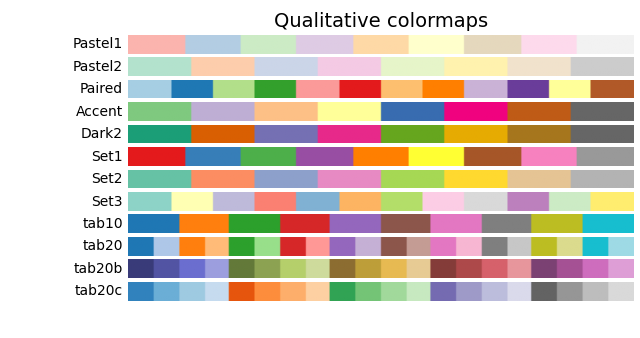 Qualitative colormaps
Pastel1
Pastel2
Paired
Accent
Dark2
Set1
Set2
Set3
tab10
tab20
tab20b
tab20c